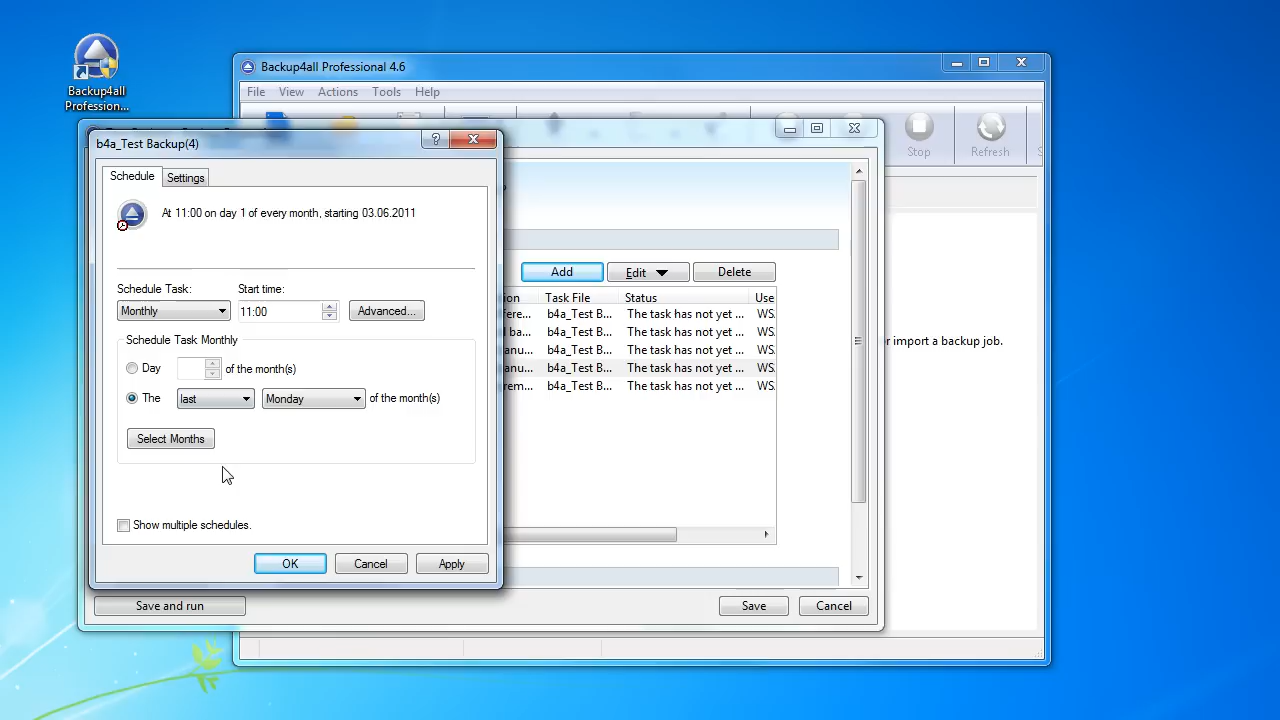 Backup4all
Profession...
Backup4all Professional 4.6
File View Actions Tools Help
Stop
Refresh
b4a_Test Backup(4)
Schedule Settings
At 11:00 on day 1 of every month, starting 03.06.2011
Schedule Task: Start time:
Monthly 11:00 Advanced...
Schedule Task Monthly
Day of the month(s)
The last Monday of the month(s)
Select Months
Show multiple schedules.
OK Cancel Apply
Add Edit Delete
Task File Status
b4a_Test B... The task has not yet ...
b4a_Test B... The task has not yet ...
b4a_Test B... The task has not yet ...
b4a_Test B... The task has not yet ...
b4a_Test B... The task has not yet ...
or import a backup job.
Save and run Save Cancel